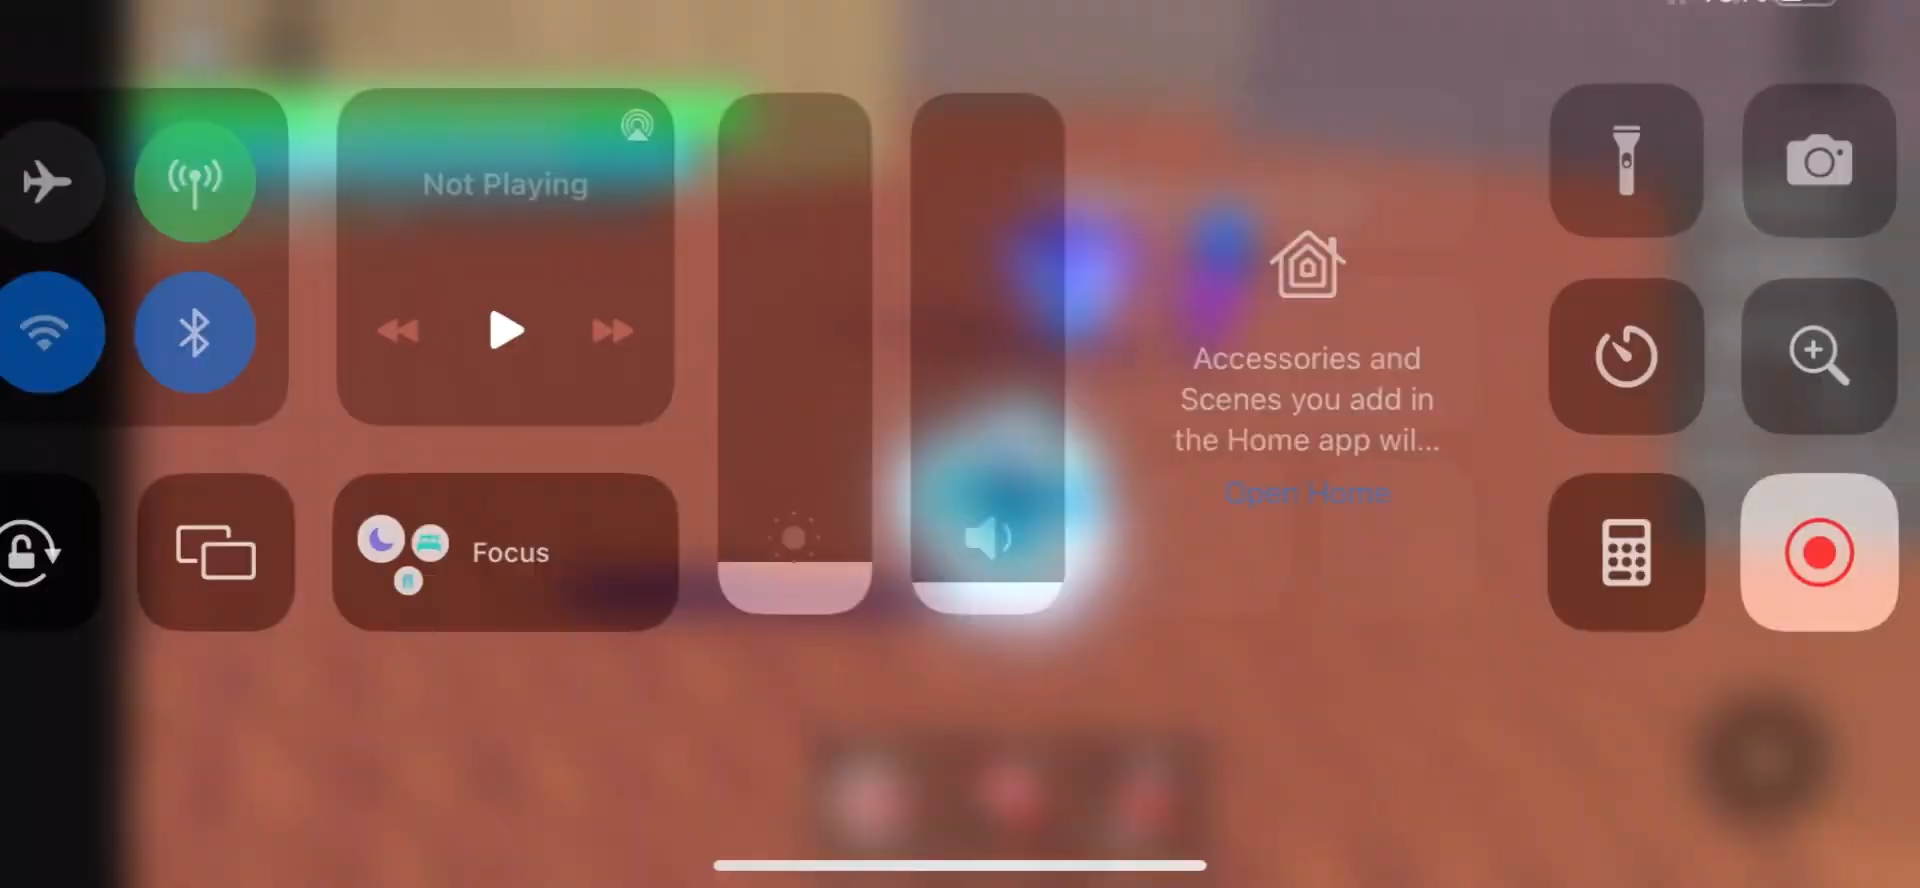 Not Playing
Accessories and
Scenes you add in
the Home app wil...
Open Home
Focus